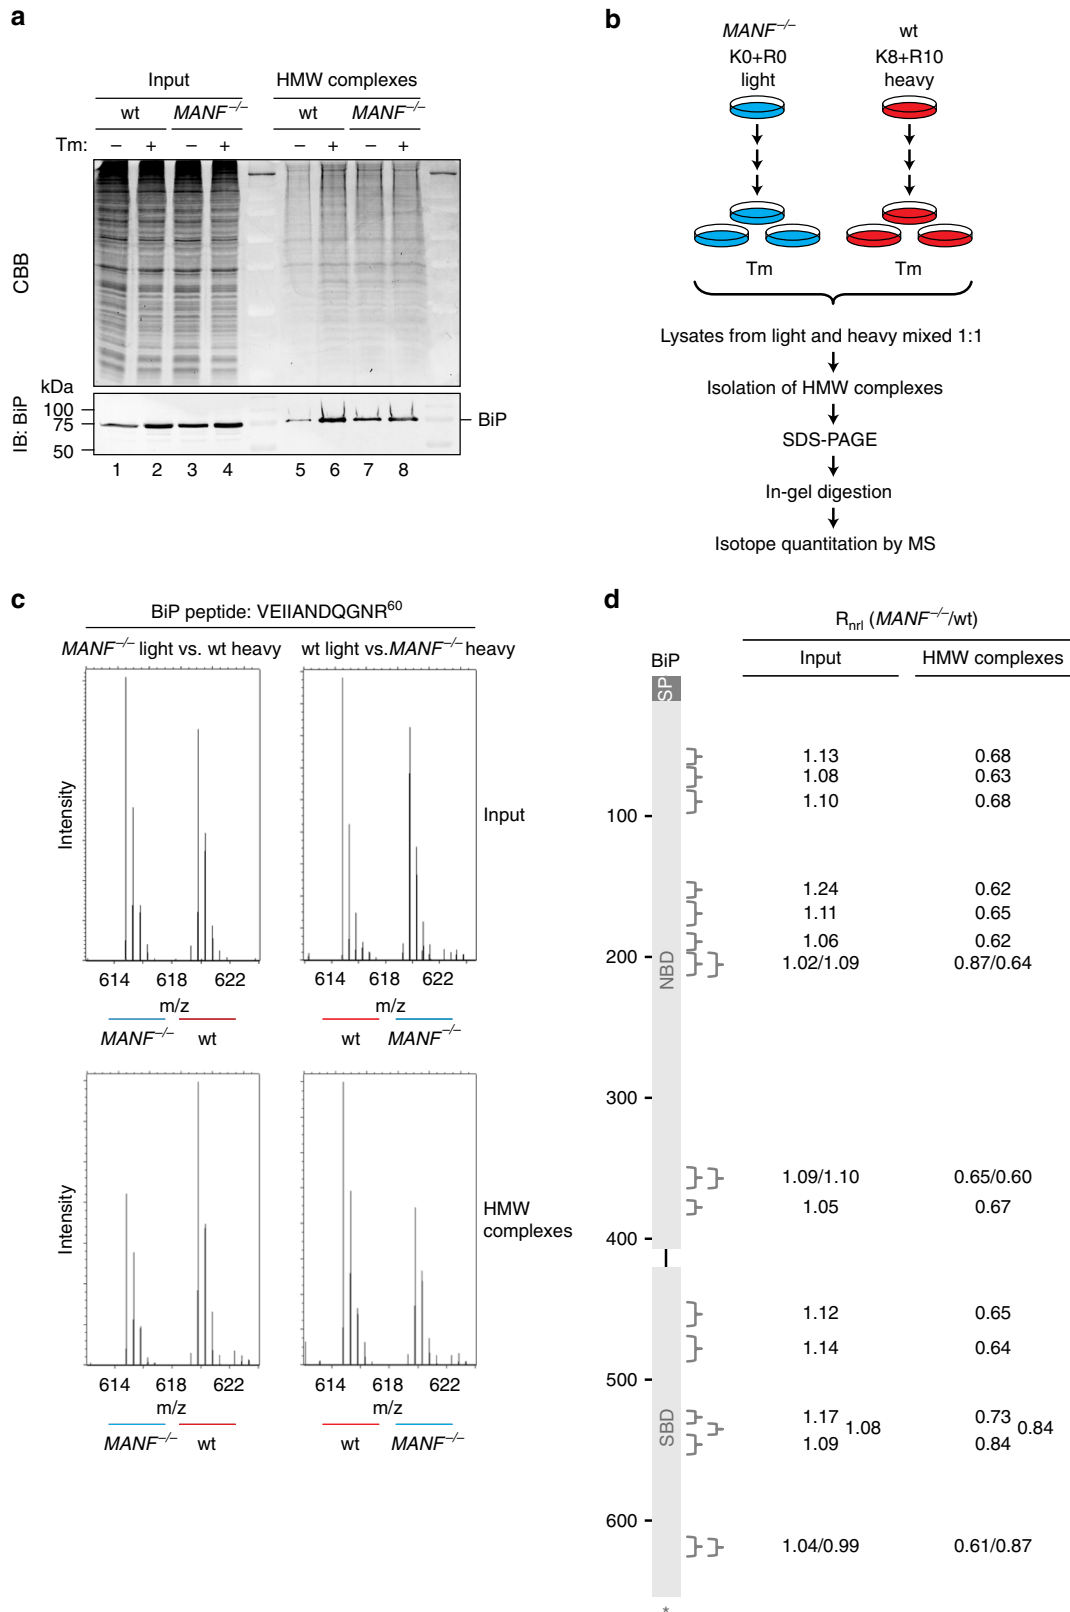 a
Input
HMW complexes
wt
MANF–/–
wt
MANF–/–
Tm:
– + – + – + – +
CBB
kDa
100
75
50
IB: BiP
BiP
1 2 3 4 5 6 7 8
b
MANF–/–
K0+R0
light
wt
K8+R10
heavy
Tm
Tm
Lysates from light and heavy mixed 1:1
Isolation of HMW complexes
SDS-PAGE
In-gel digestion
Isotope quantitation by MS
c
BiP peptide: VEIIANDQGNR60
MANF–/– light vs. wt heavy
wt light vs.MANF–/– heavy
Intensity
Input
614 618 622
614 618 622
m/z
m/z
MANF–/– wt
wt MANF–/–
Intensity
HMW
complexes
614 618 622
614 618 622
m/z
m/z
MANF–/– wt
wt MANF–/–
d
Rnrl (MANF–/–/wt)
BiP
Input
HMW complexes
SP
1.13 0.68
1.08 0.63
1.10 0.68
100
1.24 0.62
1.11 0.65
1.06 0.62
200
NBD
1.02/1.09 0.87/0.64
300
1.09/1.10 0.65/0.60
1.05 0.67
400
1.12 0.65
1.14 0.64
500
1.17 0.73
SBD
1.08 0.84
1.09 0.84
600
1.04/0.99 0.61/0.87
*